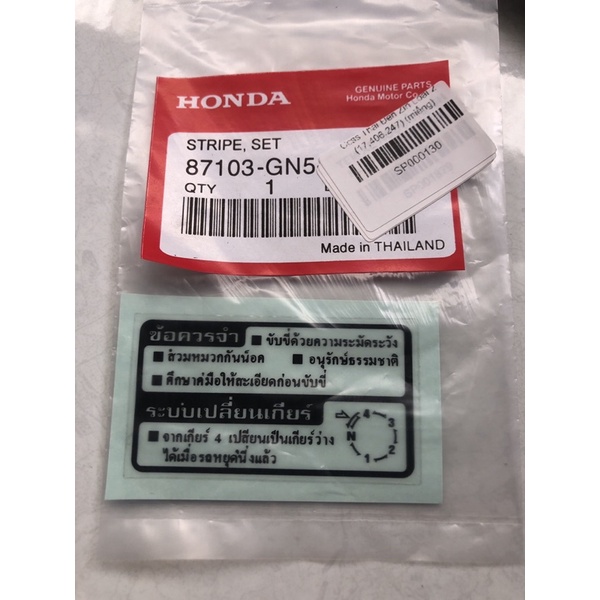 HONDA
GENUINE PARTS
Honda Motor Co
STRIPE, SET
87103-GN5
QTY 1
Made in THAILAND
(17,408,247) (miếng)
SP000130
ข้อควรจำ
■ ขับขี่ด้วยความระมัดระวัง
■ สวมหมวกกันน็อค ■ อนุรักษ์ธรรมชาติ
■ ศึกษาคู่มือให้ละเอียดก่อนขับขี่
ระบบเปลี่ยนเกียร์
■ จากเกียร์ 4 เปลี่ยนเป็นเกียร์ว่าง
ได้เมื่อรถหยุดนิ่งแล้ว
4
3
N
2
1